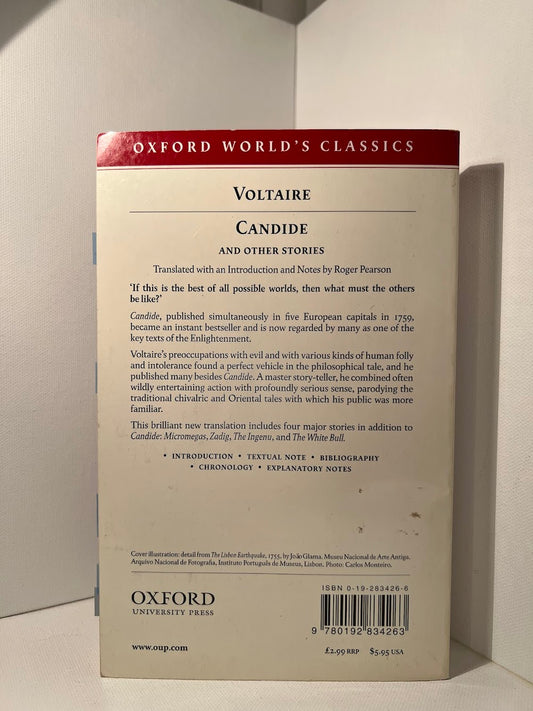 OXFORD WORLD'S CLASSICS
VOLTAIRE
CANDIDE
AND OTHER STORIES
Translated with an Introduction and Notes by Roger Pearson
'If this is the best of all possible worlds, then what must the others
be like?'
Candide, published simultaneously in five European capitals in 1759,
became an instant bestseller and is now regarded by many as one of the
key texts of the Enlightenment.
Voltaire's preoccupations with evil and with various kinds of human folly
and intolerance found a perfect vehicle in the philosophical tale, and he
published many besides Candide. A master story-teller, he combined often
wildly entertaining action with profoundly serious sense, parodying the
traditional chivalric and Oriental tales with which his public was more
familiar.
This brilliant new translation includes four major stories in addition to
Candide: Micromegas, Zadig, The Ingenu, and The White Bull.
• INTRODUCTION • TEXTUAL NOTE • BIBLIOGRAPHY
• CHRONOLOGY • EXPLANATORY NOTES
Cover illustration: detail from The Lisbon Earthquake, 1755, by João Glama. Museu Nacional de Arte Antiga.
Arquivo Nacional de Fotografia, Instituto Português de Museus, Lisbon. Photo: Carlos Monteiro.
OXFORD
UNIVERSITY PRESS
www.oup.com
ISBN 0-19-283426-6
9 780192 834263
£2.99 RRP $5.95 USA